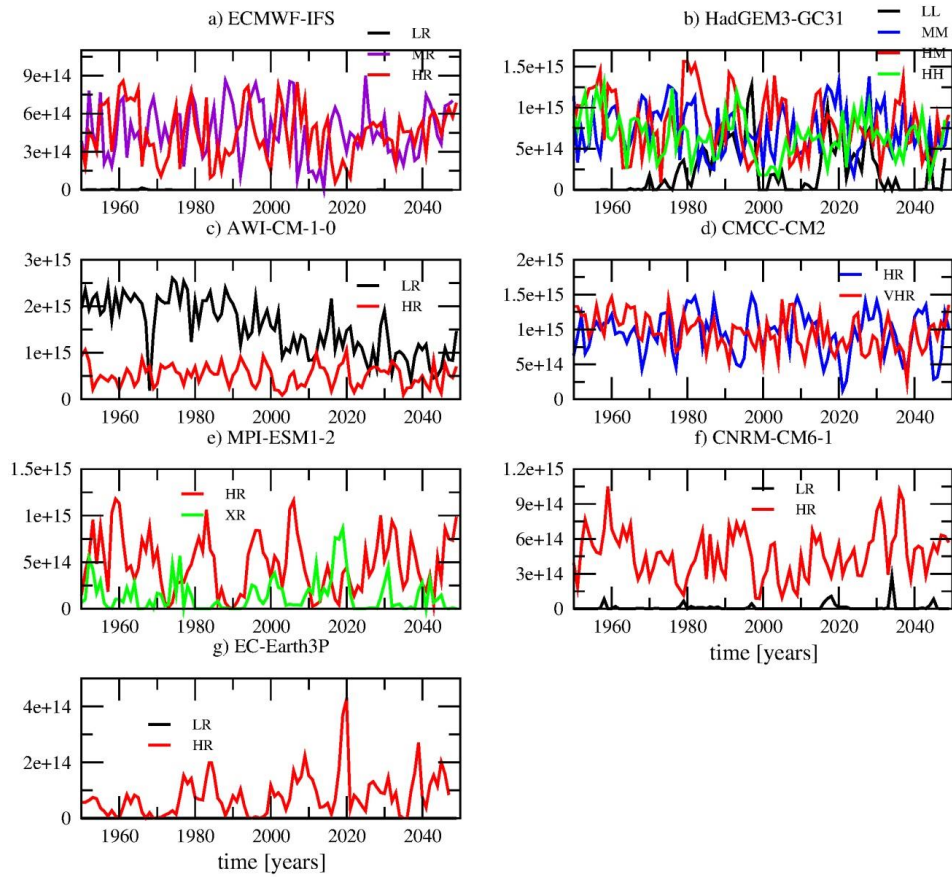 a) ECMWF-IFS
LR
MR
HR
9e+14
6e+14
3e+14
0
1960 1980 2000 2020 2040
b) HadGEM3-GC31
LL
MM
HM
HH
1.5e+15
1e+15
5e+14
0
1960 1980 2000 2020 2040
c) AWI-CM-1-0
LR
HR
3e+15
2e+15
1e+15
0
1960 1980 2000 2020 2040
d) CMCC-CM2
HR
VHR
2e+15
1.5e+15
1e+15
5e+14
0
1960 1980 2000 2020 2040
e) MPI-ESM1-2
HR
XR
1.5e+15
1e+15
5e+14
0
1960 1980 2000 2020 2040
f) CNRM-CM6-1
LR
HR
1.2e+15
9e+14
6e+14
3e+14
0
1960 1980 2000 2020 2040
time [years]
g) EC-Earth3P
LR
HR
4e+14
2e+14
0
1960 1980 2000 2020 2040
time [years]